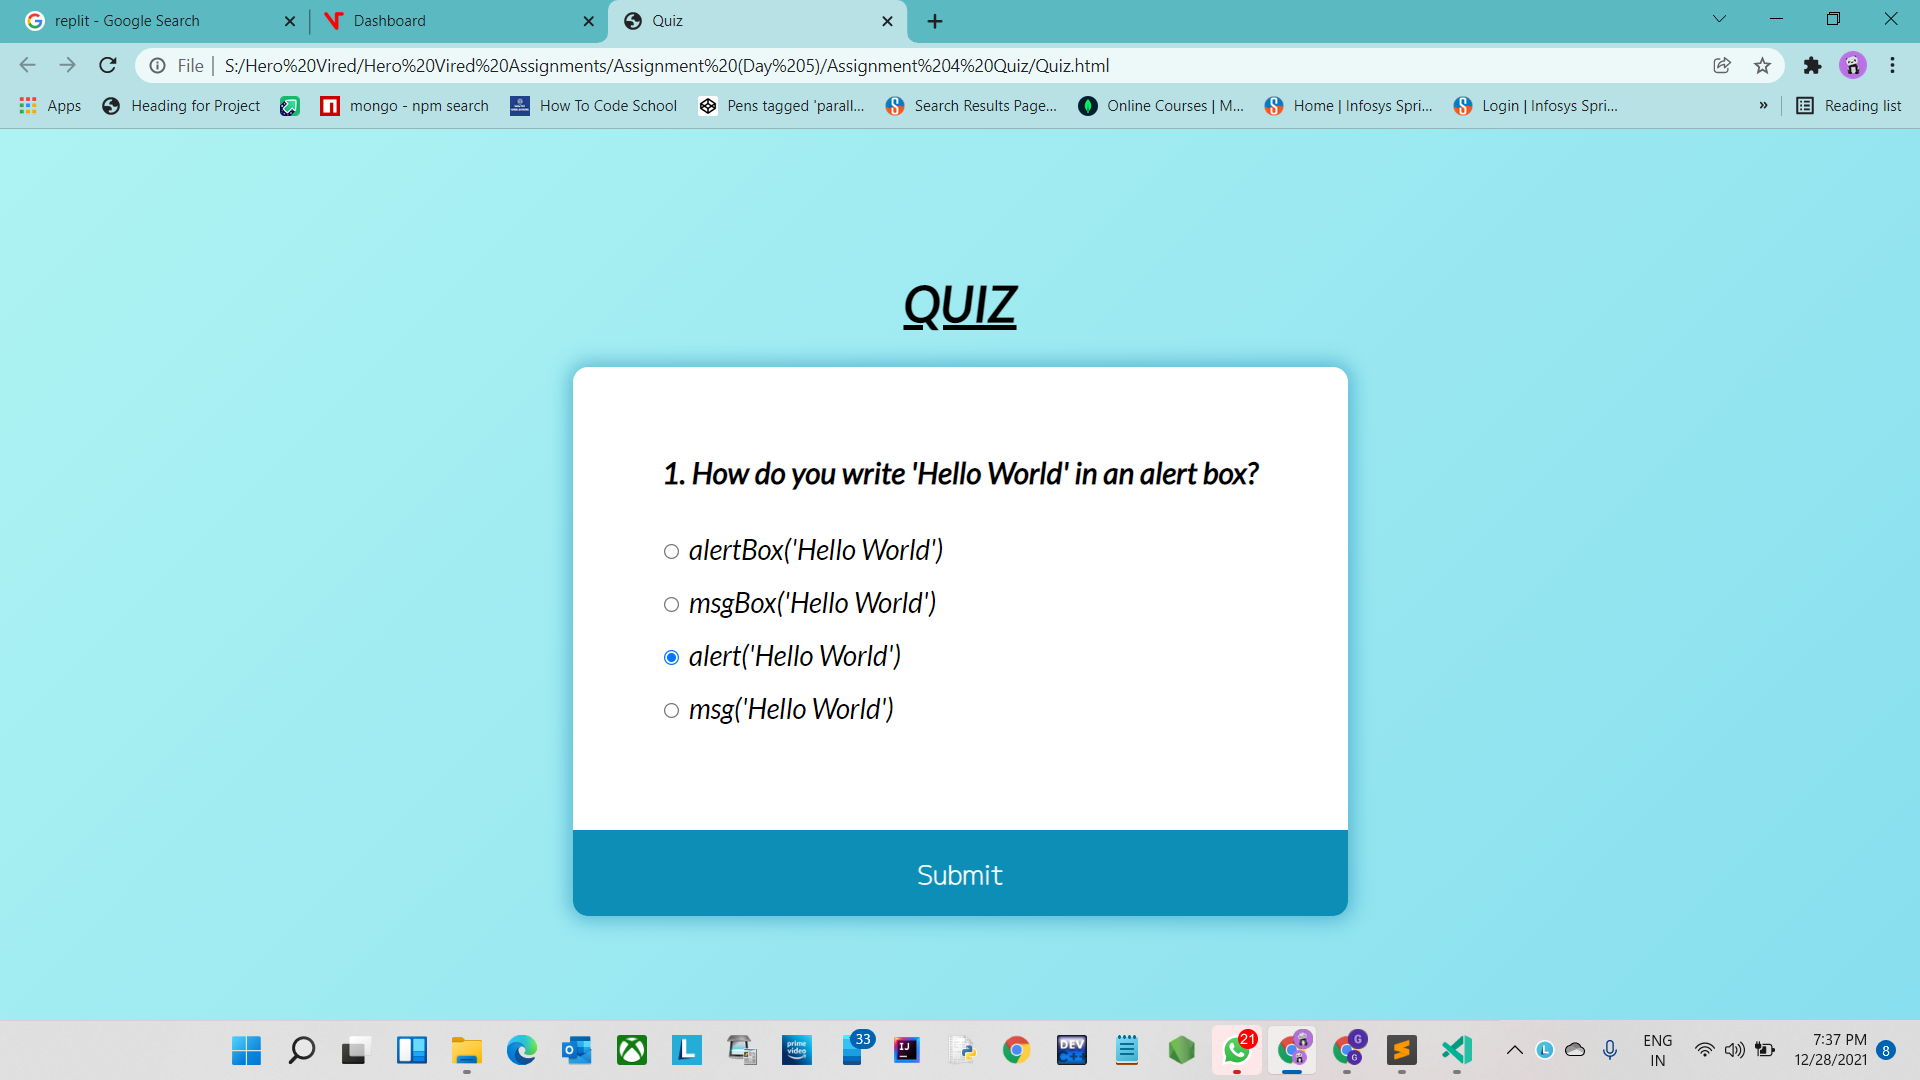 replit - Google Search
Dashboard
Quiz
File
S:/Hero%20Vired/Hero%20Vired%20Assignments/Assignment%20(Day%205)/Assignment%204%20Quiz/Quiz.html
Apps
Heading for Project
mongo - npm search
How To Code School
Pens tagged 'parall...
Search Results Page...
Online Courses | M...
Home | Infosys Spri...
Login | Infosys Spri...
»
Reading list
QUIZ
1. How do you write 'Hello World' in an alert box?
alertBox('Hello World')
msgBox('Hello World')
alert('Hello World')
msg('Hello World')
Submit
L
prime video
33
IJ
DEV C++
21
G
G
G
L
ENG
IN
7:37 PM
12/28/2021
8